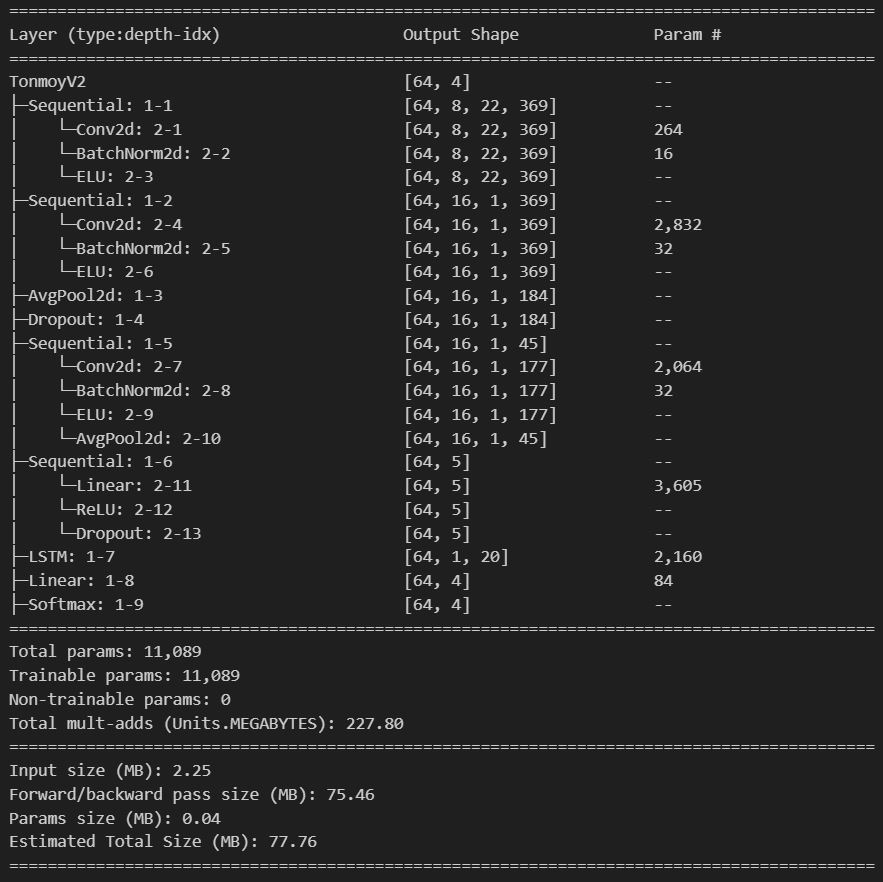 ==========================================================================================
Layer (type:depth-idx)                   Output Shape              Param #
==========================================================================================
TonmoyV2                                 [64, 4]                   --
├─Sequential: 1-1                        [64, 8, 22, 369]          --
│    └─Conv2d: 2-1                       [64, 8, 22, 369]          264
│    └─BatchNorm2d: 2-2                  [64, 8, 22, 369]          16
│    └─ELU: 2-3                          [64, 8, 22, 369]          --
├─Sequential: 1-2                        [64, 16, 1, 369]          --
│    └─Conv2d: 2-4                       [64, 16, 1, 369]          2,832
│    └─BatchNorm2d: 2-5                  [64, 16, 1, 369]          32
│    └─ELU: 2-6                          [64, 16, 1, 369]          --
├─AvgPool2d: 1-3                         [64, 16, 1, 184]          --
├─Dropout: 1-4                           [64, 16, 1, 184]          --
├─Sequential: 1-5                        [64, 16, 1, 45]           --
│    └─Conv2d: 2-7                       [64, 16, 1, 177]          2,064
│    └─BatchNorm2d: 2-8                  [64, 16, 1, 177]          32
│    └─ELU: 2-9                          [64, 16, 1, 177]          --
│    └─AvgPool2d: 2-10                   [64, 16, 1, 45]           --
├─Sequential: 1-6                        [64, 5]                   --
│    └─Linear: 2-11                      [64, 5]                   3,605
│    └─ReLU: 2-12                        [64, 5]                   --
│    └─Dropout: 2-13                     [64, 5]                   --
├─LSTM: 1-7                              [64, 1, 20]               2,160
├─Linear: 1-8                            [64, 4]                   84
├─Softmax: 1-9                           [64, 4]                   --
==========================================================================================
Total params: 11,089
Trainable params: 11,089
Non-trainable params: 0
Total mult-adds (Units.MEGABYTES): 227.80
==========================================================================================
Input size (MB): 2.25
Forward/backward pass size (MB): 75.46
Params size (MB): 0.04
Estimated Total Size (MB): 77.76
==========================================================================================